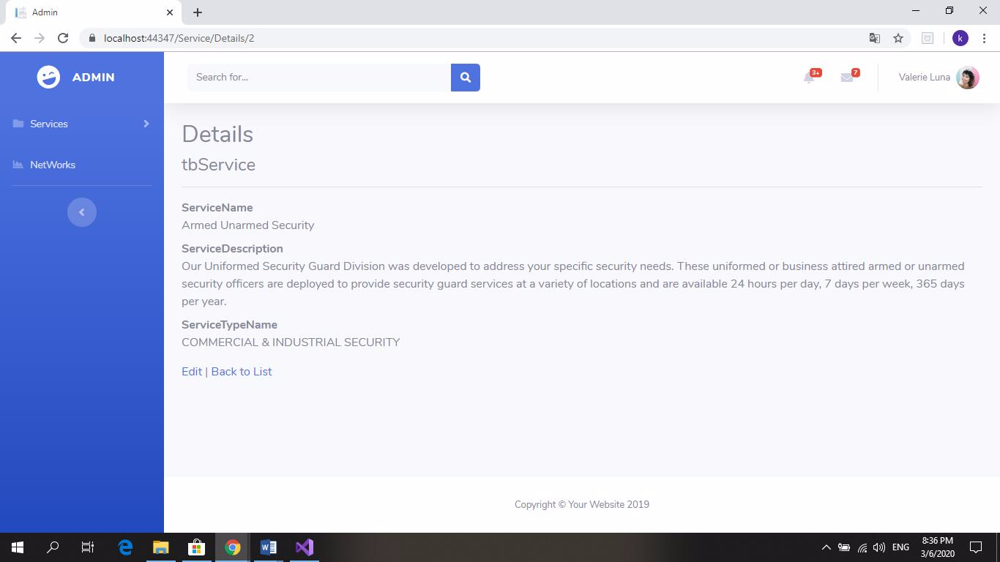 Admin
localhost:44347/Service/Details/2
k
ADMIN
Search for...
3+
7
Valerie Luna
Services
NetWorks
Details
tbService
ServiceName
Armed Unarmed Security
ServiceDescription
Our Uniformed Security Guard Division was developed to address your specific security needs. These uniformed or business attired armed or unarmed
security officers are deployed to provide security guard services at a variety of locations and are available 24 hours per day, 7 days per week, 365 days
per year.
ServiceTypeName
COMMERCIAL & INDUSTRIAL SECURITY
Edit | Back to List
Copyright © Your Website 2019
ENG
8:36 PM
3/6/2020